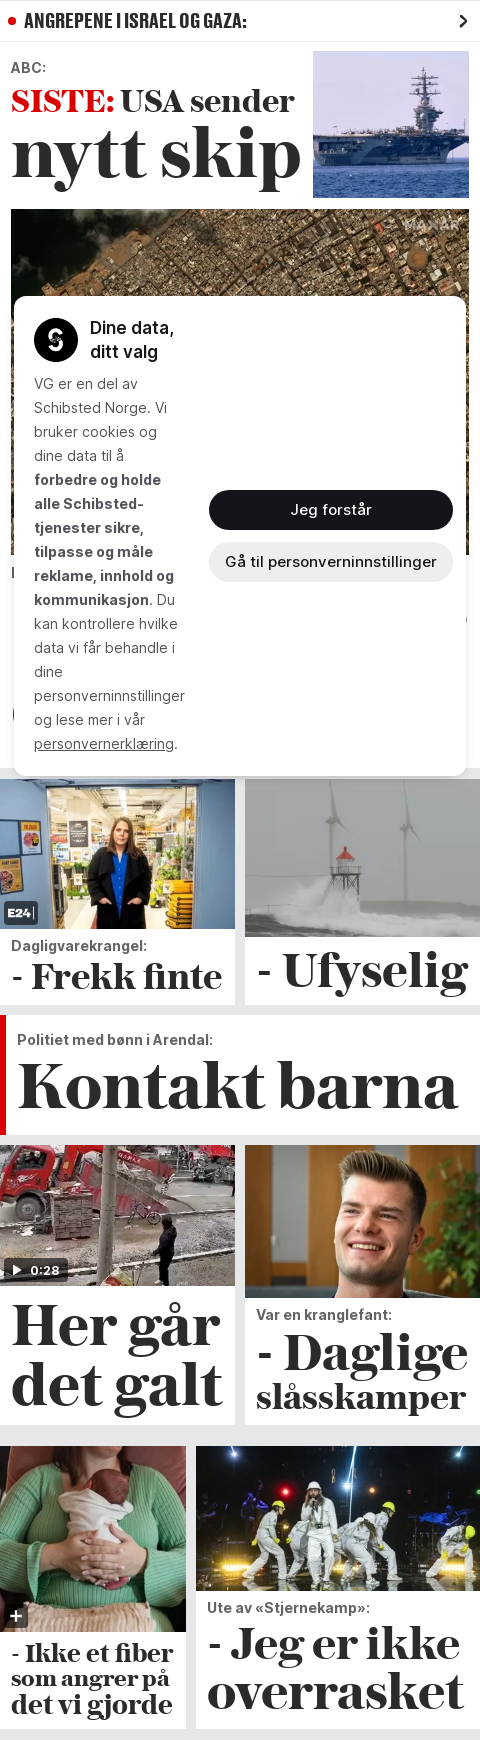 ANGREPENE I ISRAEL OG GAZA:
ABC:
SISTE: USA sender
nytt skip
MAXAR
Dine data,
ditt valg
VG er en del av
Schibsted Norge. Vi
bruker cookies og
dine data til å
forbedre og holde
alle Schibsted-
tjenester sikre,
tilpasse og måle
reklame, innhold og
kommunikasjon. Du
kan kontrollere hvilke
data vi får behandle i
dine
personverninnstillinger
og lese mer i vår
personvernerklæring.
Jeg forstår
Gå til personverninnstillinger
E24
Dagligvarekrangel:
- Frekk finte
- Ufyselig
Politiet med bønn i Arendal:
Kontakt barna
0:28
Her går
det galt
Var en kranglefant:
- Daglige
slåsskamper
- Ikke et fiber
som angrer på
det vi gjorde
Ute av «Stjernekamp»:
- Jeg er ikke
overrasket